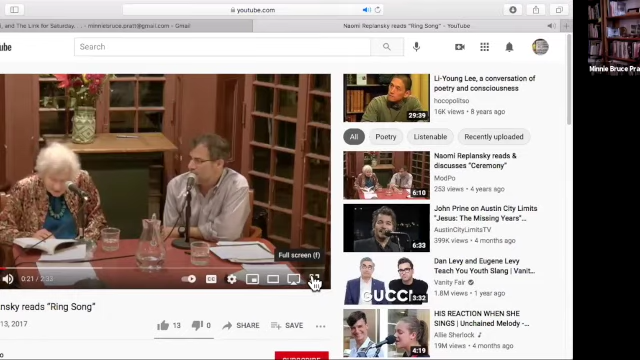 youtube.com
, and The Link for Saturday... - minniebruce.pratt@gmail.com - Gmail
Naomi Replansky reads "Ring Song" - YouTube
Minnie Bruce Pra
Tube
Search
29:39
Li-Young Lee, a conversation of
poetry and consciousness
hocopolitso
16K views • 8 years ago
All
Poetry
Listenable
Recently uploaded
6:10
Naomi Replansky reads &
discusses "Ceremony"
ModPo
253 views • 4 years ago
6:33
John Prine on Austin City Limits
"Jesus: The Missing Years"...
AustinCityLimitsTV
399K views • 4 months ago
GUCCI
3:32
Dan Levy and Eugene Levy
Teach You Youth Slang | Vanit...
Vanity Fair
1.8M views • 1 year ago
4:19
HIS REACTION WHEN SHE
SINGS | Unchained Melody -...
Allie Sherlock
19M views • 4 months ago
Full screen (f)
0:21 / 3:33
CC
nsky reads "Ring Song"
13, 2017
13
0
SHARE
SAVE
SUBSCRIBE